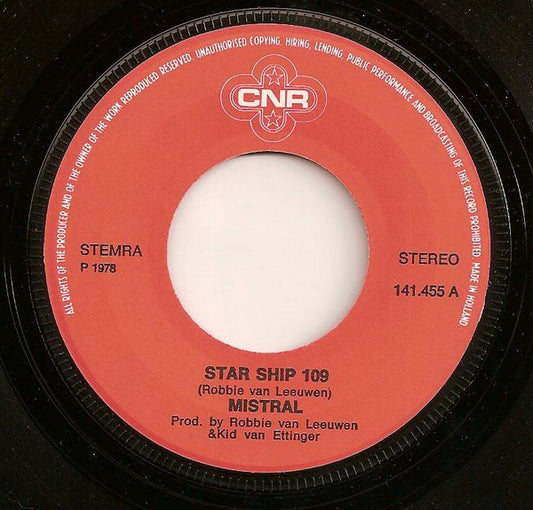 ALL RIGHTS OF THE PRODUCER AND OF THE OWNER OF THE WORK REPRODUCED RESERVED. UNAUTHORISED COPYING, HIRING, LENDING, PUBLIC PERFORMANCE AND BROADCASTING OF THIS RECORD PROHIBITED. MADE IN HOLLAND
CNR
STEMRA
P 1978
STEREO
141.455 A
STAR SHIP 109
(Robbie van Leeuwen)
MISTRAL
Prod. by Robbie van Leeuwen
&Kid van Ettinger